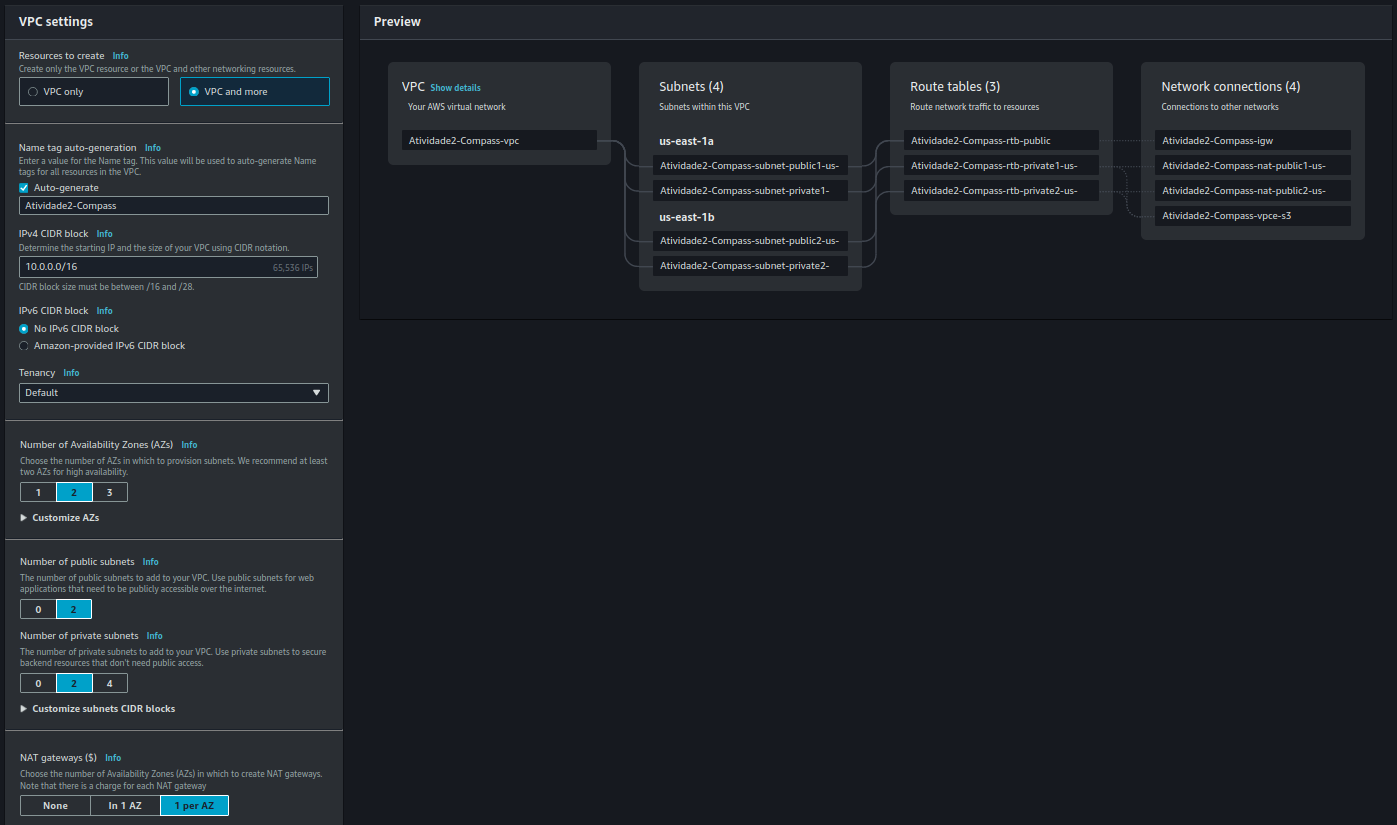 VPC settings
Resources to create Info
Create only the VPC resource or the VPC and other networking resources.
VPC only
VPC and more
Name tag auto-generation Info
Enter a value for the Name tag. This value will be used to auto-generate Name
tags for all resources in the VPC.
Auto-generate
Atividade2-Compass
IPv4 CIDR block Info
Determine the starting IP and the size of your VPC using CIDR notation.
10.0.0.0/16 65,536 IPs
CIDR block size must be between /16 and /28.
IPv6 CIDR block Info
No IPv6 CIDR block
Amazon-provided IPv6 CIDR block
Tenancy Info
Default
Number of Availability Zones (AZs) Info
Choose the number of AZs in which to provision subnets. We recommend at least
two AZs for high availability.
1 2 3
Customize AZs
Number of public subnets Info
The number of public subnets to add to your VPC. Use public subnets for web
applications that need to be publicly accessible over the internet.
0 2
Number of private subnets Info
The number of private subnets to add to your VPC. Use private subnets to secure
backend resources that don't need public access.
0 2 4
Customize subnets CIDR blocks
NAT gateways ($) Info
Choose the number of Availability Zones (AZs) in which to create NAT gateways.
Note that there is a charge for each NAT gateway
None In 1 AZ 1 per AZ
Preview
VPC Show details
Your AWS virtual network
Atividade2-Compass-vpc
Subnets (4)
Subnets within this VPC
us-east-1a
Atividade2-Compass-subnet-public1-us-
Atividade2-Compass-subnet-private1-
us-east-1b
Atividade2-Compass-subnet-public2-us-
Atividade2-Compass-subnet-private2-
Route tables (3)
Route network traffic to resources
Atividade2-Compass-rtb-public
Atividade2-Compass-rtb-private1-us-
Atividade2-Compass-rtb-private2-us-
Network connections (4)
Connections to other networks
Atividade2-Compass-igw
Atividade2-Compass-nat-public1-us-
Atividade2-Compass-nat-public2-us-
Atividade2-Compass-vpce-s3